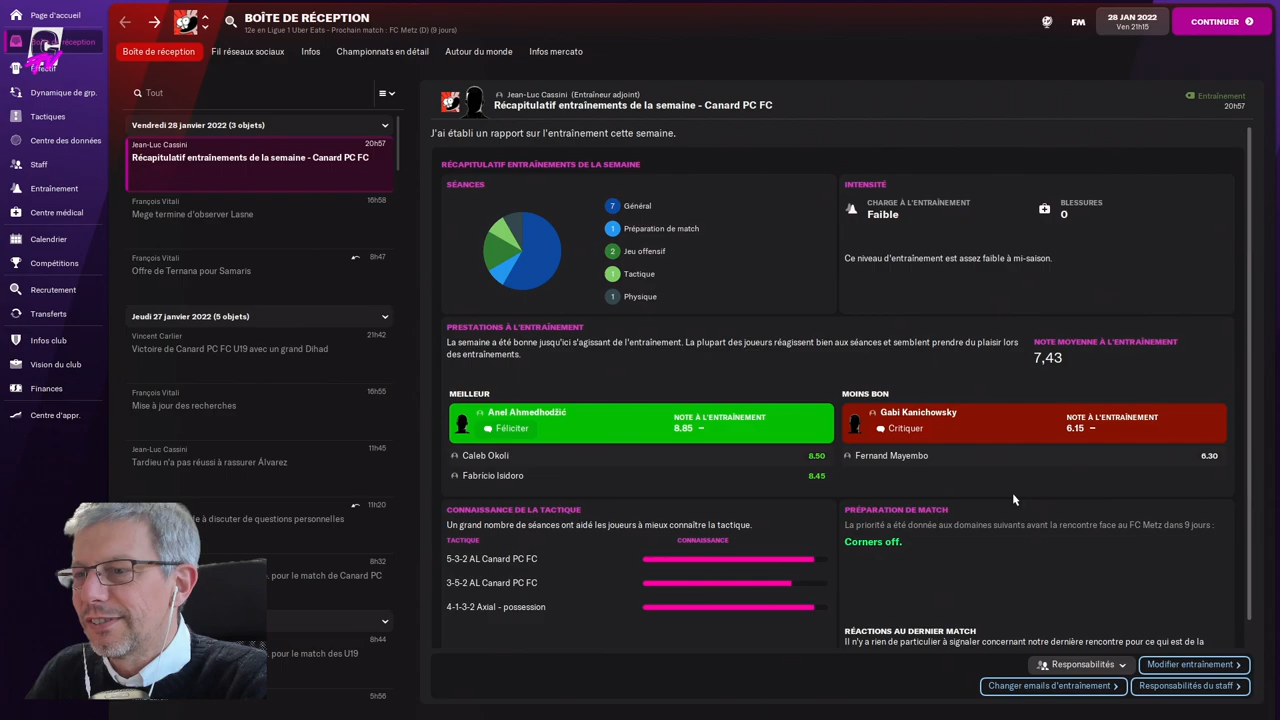 Page d'accueil
BOÎTE DE RÉCEPTION
12e en Ligue 1 Uber Eats - Prochain match : FC Metz (D) (9 jours)
FM
28 JAN 2022
Ven 21h15
CONTINUER
Boîte de réception
Fil réseaux sociaux
Infos
Championnats en détail
Autour du monde
Infos mercato
Effectif
Dynamique de grp.
Tactiques
Centre des données
Staff
Entraînement
Centre médical
Calendrier
Compétitions
Recrutement
Transferts
Infos club
Vision du club
Finances
Centre d'appr.
Tout
Vendredi 28 janvier 2022 (3 objets)
Jean-Luc Cassini 20h57
Récapitulatif entraînements de la semaine - Canard PC FC
François Vitali 16h58
Mege termine d'observer Lasne
François Vitali 8h47
Offre de Ternana pour Samaris
Jeudi 27 janvier 2022 (5 objets)
Vincent Carlier 21h42
Victoire de Canard PC FC U19 avec un grand Dihad
François Vitali 16h55
Mise à jour des recherches
Jean-Luc Cassini 11h45
Tardieu n'a pas réussi à rassurer Álvarez
11h20
à discuter de questions personnelles
8h32
pour le match de Canard PC
8h44
pour le match des U19
5h56
Jean-Luc Cassini (Entraîneur adjoint)
Récapitulatif entraînements de la semaine - Canard PC FC
Entraînement
20h57
J'ai établi un rapport sur l'entraînement cette semaine.
RÉCAPITULATIF ENTRAÎNEMENTS DE LA SEMAINE
SÉANCES
7 Général
1 Préparation de match
2 Jeu offensif
1 Tactique
1 Physique
INTENSITÉ
CHARGE À L'ENTRAÎNEMENT
Faible
BLESSURES
0
Ce niveau d'entraînement est assez faible à mi-saison.
PRESTATIONS À L'ENTRAÎNEMENT
La semaine a été bonne jusqu'ici s'agissant de l'entraînement. La plupart des joueurs réagissent bien aux séances et semblent prendre du plaisir lors
des entraînements.
NOTE MOYENNE À L'ENTRAÎNEMENT
7,43
MEILLEUR
Anel Ahmedhodžić
Féliciter
NOTE À L'ENTRAÎNEMENT
8.85 –
Caleb Okoli 8.50
Fabricio Isidoro 8.45
MOINS BON
Gabi Kanichowsky
Critiquer
NOTE À L'ENTRAÎNEMENT
6.15 –
Fernand Mayembo 6.30
CONNAISSANCE DE LA TACTIQUE
Un grand nombre de séances ont aidé les joueurs à mieux connaître la tactique.
TACTIQUE CONNAISSANCE
5-3-2 AL Canard PC FC
3-5-2 AL Canard PC FC
4-1-3-2 Axial - possession
PRÉPARATION DE MATCH
La priorité a été donnée aux domaines suivants avant la rencontre face au FC Metz dans 9 jours :
Corners off.
RÉACTIONS AU DERNIER MATCH
Il n'y a rien de particulier à signaler concernant notre dernière rencontre pour ce qui est de la
Responsabilités
Modifier entraînement
Changer emails d'entraînement
Responsabilités du staff